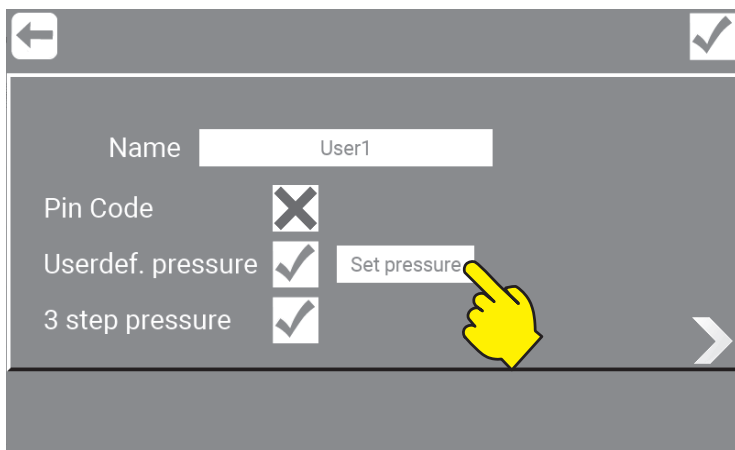 Name User1
Pin Code
Userdef. pressure Set pressure
3 step pressure